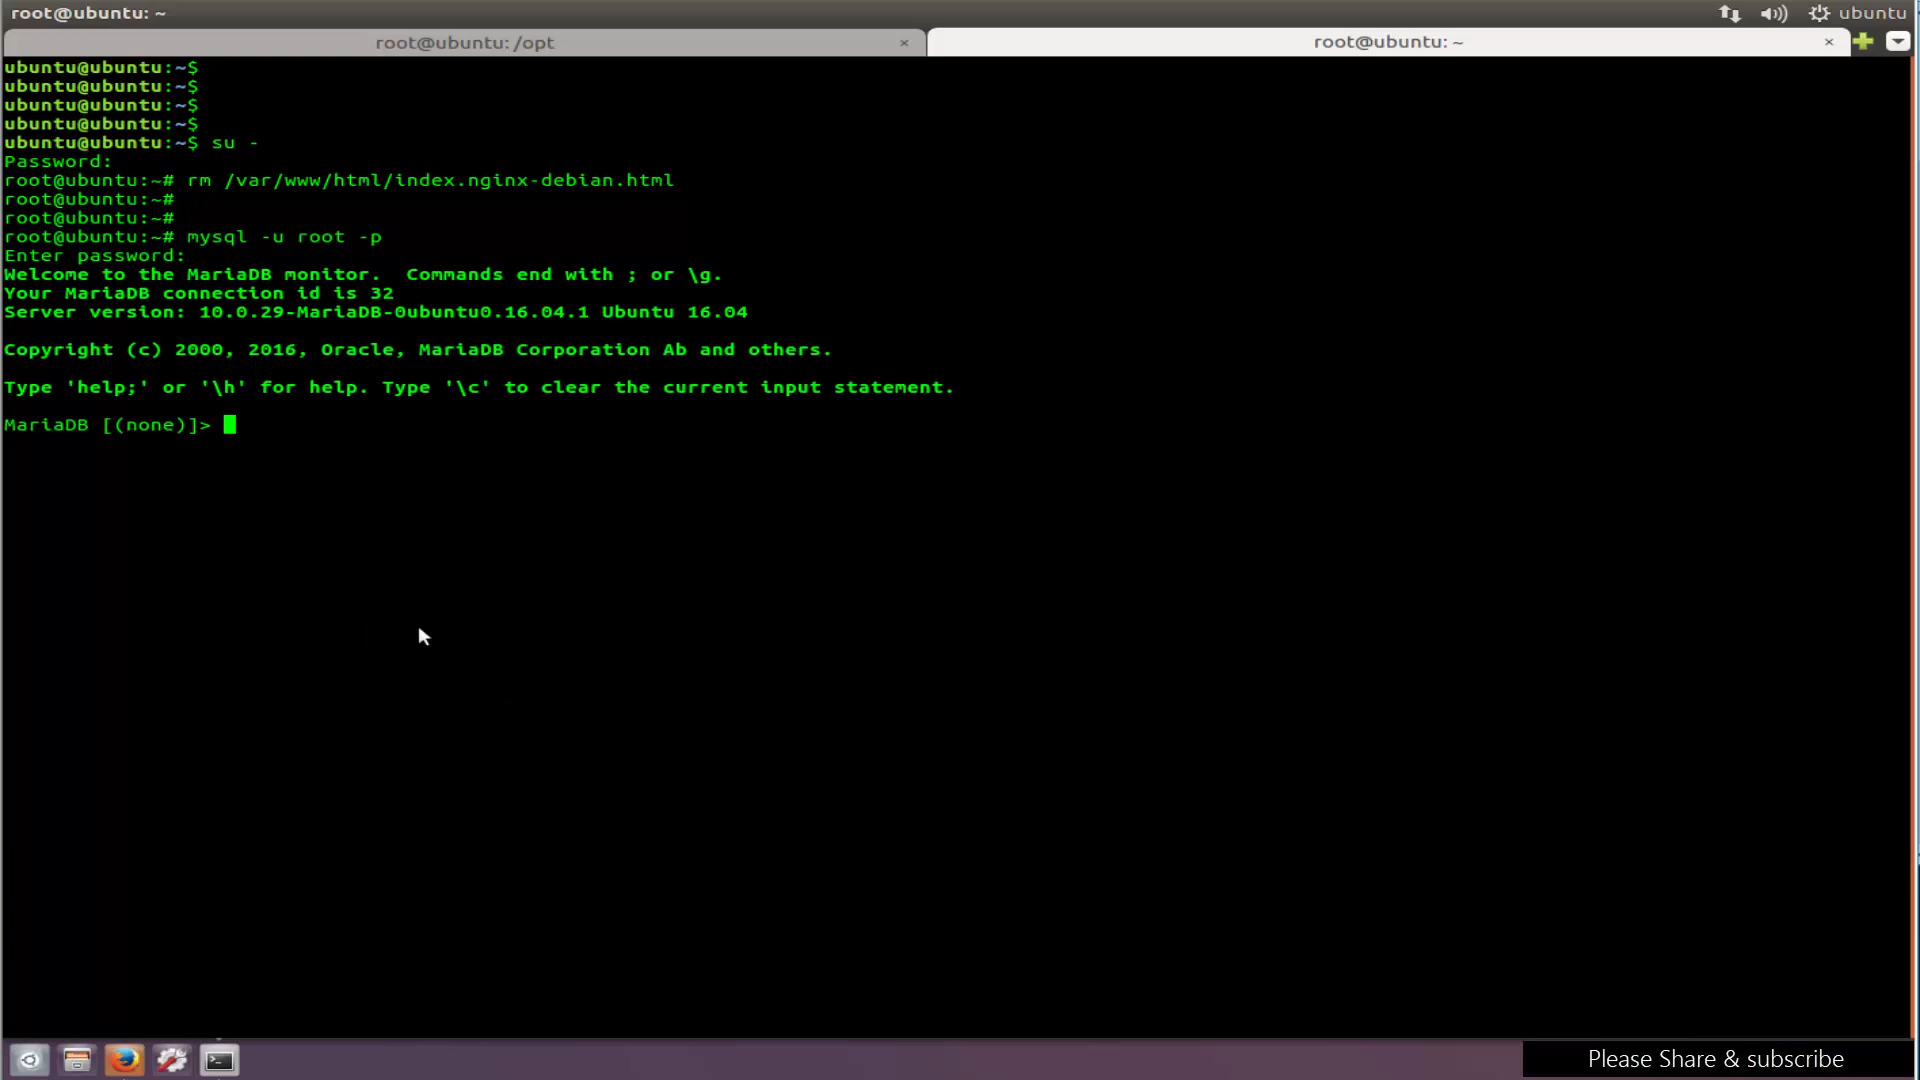 root@ubuntu: ~
ubuntu
root@ubuntu: /opt
root@ubuntu: ~
ubuntu@ubuntu:~$
ubuntu@ubuntu:~$
ubuntu@ubuntu:~$
ubuntu@ubuntu:~$
ubuntu@ubuntu:~$ su -
Password:
root@ubuntu:~# rm /var/www/html/index.nginx-debian.html
root@ubuntu:~#
root@ubuntu:~#
root@ubuntu:~# mysql -u root -p
Enter password:
Welcome to the MariaDB monitor.  Commands end with ; or \g.
Your MariaDB connection id is 32
Server version: 10.0.29-MariaDB-0ubuntu0.16.04.1 Ubuntu 16.04
Copyright (c) 2000, 2016, Oracle, MariaDB Corporation Ab and others.
Type 'help;' or '\h' for help. Type '\c' to clear the current input statement.
MariaDB [(none)]>
Please Share & subscribe